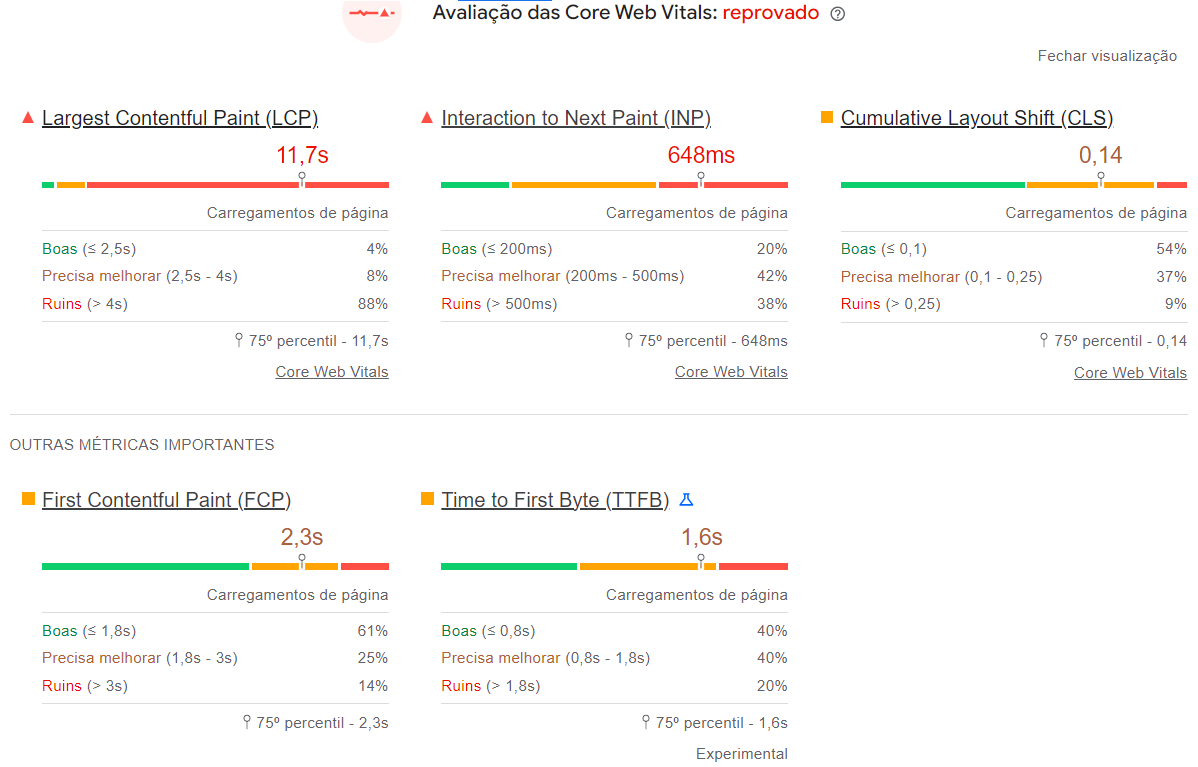 Avaliação das Core Web Vitals: reprovado
Fechar visualização
Largest Contentful Paint (LCP)
11,7s
Carregamentos de página
Boas (≤ 2,5s) 4%
Precisa melhorar (2,5s - 4s) 8%
Ruins (> 4s) 88%
75º percentil - 11,7s
Core Web Vitals
Interaction to Next Paint (INP)
648ms
Carregamentos de página
Boas (≤ 200ms) 20%
Precisa melhorar (200ms - 500ms) 42%
Ruins (> 500ms) 38%
75º percentil - 648ms
Core Web Vitals
Cumulative Layout Shift (CLS)
0,14
Carregamentos de página
Boas (≤ 0,1) 54%
Precisa melhorar (0,1 - 0,25) 37%
Ruins (> 0,25) 9%
75º percentil - 0,14
Core Web Vitals
OUTRAS MÉTRICAS IMPORTANTES
First Contentful Paint (FCP)
2,3s
Carregamentos de página
Boas (≤ 1,8s) 61%
Precisa melhorar (1,8s - 3s) 25%
Ruins (> 3s) 14%
75º percentil - 2,3s
Time to First Byte (TTFB)
1,6s
Carregamentos de página
Boas (≤ 0,8s) 40%
Precisa melhorar (0,8s - 1,8s) 40%
Ruins (> 1,8s) 20%
75º percentil - 1,6s
Experimental